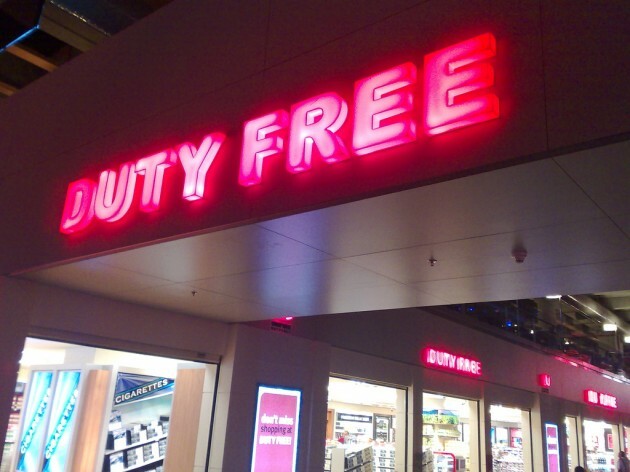 DUTY FREE
DUTY FREE
CIGARETTES
don't miss
shopping at
DUTY FREE!